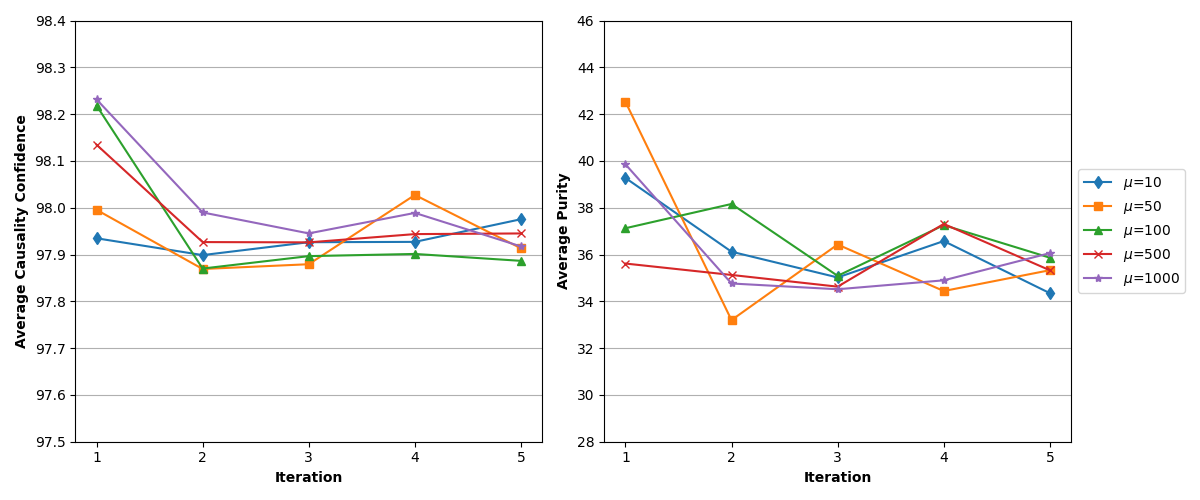 98.4
98.3
98.2
98.1
98.0
97.9
97.8
97.7
97.6
97.5
Average Causality Confidence
1 2 3 4 5
Iteration
46
44
42
40
38
36
34
32
30
28
Average Purity
1 2 3 4 5
Iteration
μ=10
μ=50
μ=100
μ=500
μ=1000